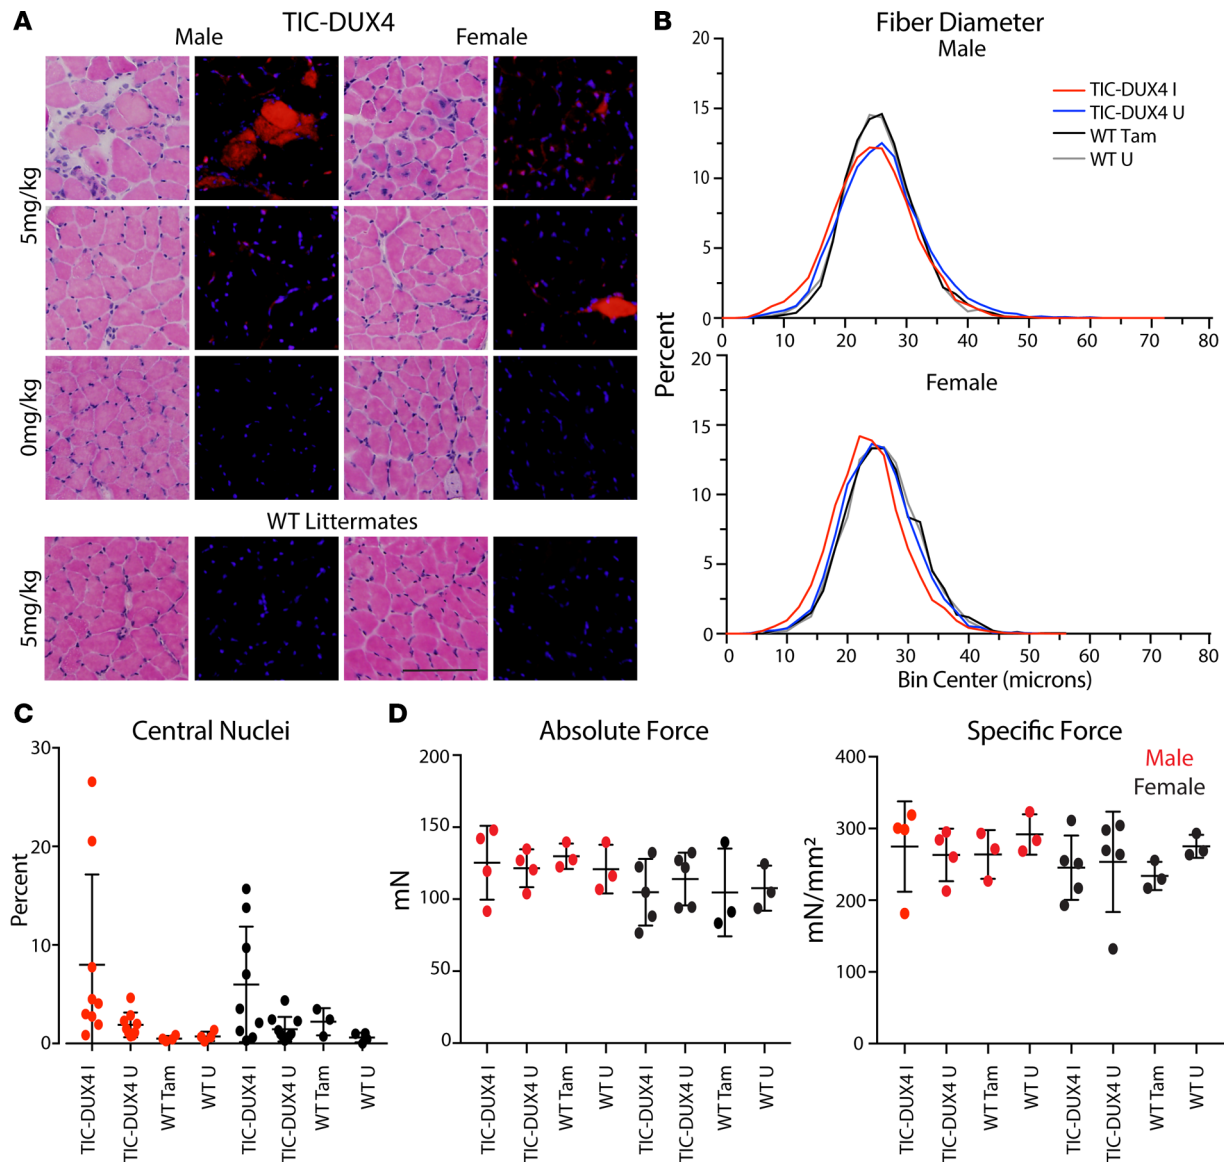 A
TIC-DUX4
Male
Female
5mg/kg
0mg/kg
WT Littermates
5mg/kg
B
Fiber Diameter
Male
TIC-DUX4 I
TIC-DUX4 U
WT Tam
WT U
20
15
10
5
0
0 10 20 30 40 50 60 70 80
Percent
Female
20
15
10
5
0
0 10 20 30 40 50 60 70 80
Bin Center (microns)
C
Central Nuclei
Percent
30
20
10
0
TIC-DUX4 I
TIC-DUX4 U
WT Tam
WT U
TIC-DUX4 I
TIC-DUX4 U
WT Tam
WT U
D
Absolute Force
mN
200
150
100
50
0
TIC-DUX4 I
TIC-DUX4 U
WT Tam
WT U
TIC-DUX4 I
TIC-DUX4 U
WT Tam
WT U
Specific Force
Male
Female
mN/mm²
400
300
200
100
0
TIC-DUX4 I
TIC-DUX4 U
WT Tam
WT U
TIC-DUX4 I
TIC-DUX4 U
WT Tam
WT U